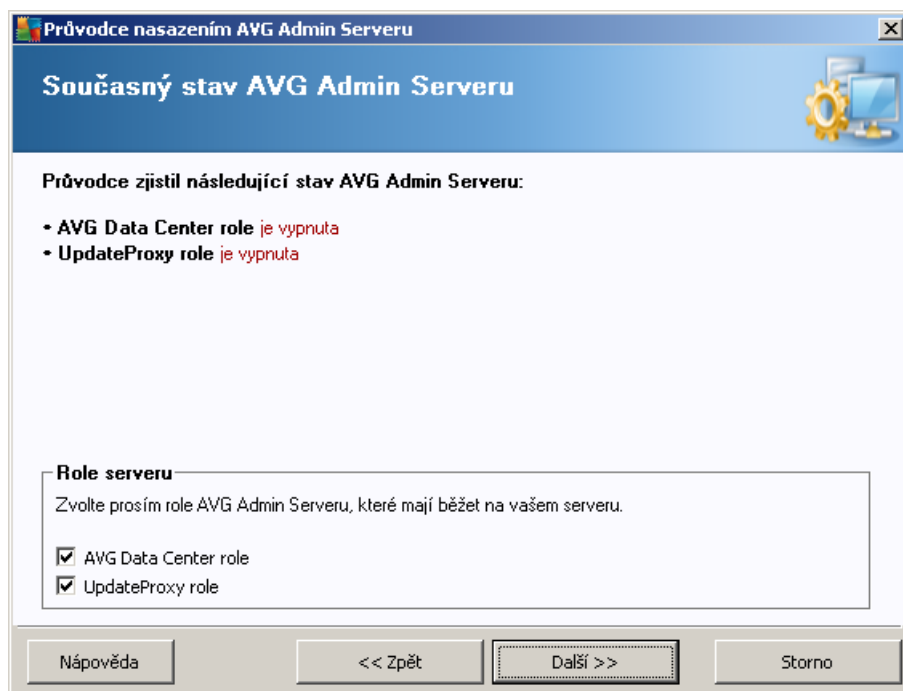 Průvodce nasazením AVG Admin Serveru
Současný stav AVG Admin Serveru
Průvodce zjistil následující stav AVG Admin Serveru:
• AVG Data Center role je vypnuta
• UpdateProxy role je vypnuta
Role serveru
Zvolte prosím role AVG Admin Serveru, které mají běžet na vašem serveru.
AVG Data Center role
UpdateProxy role
Nápověda
<< Zpět
Další >>
Storno